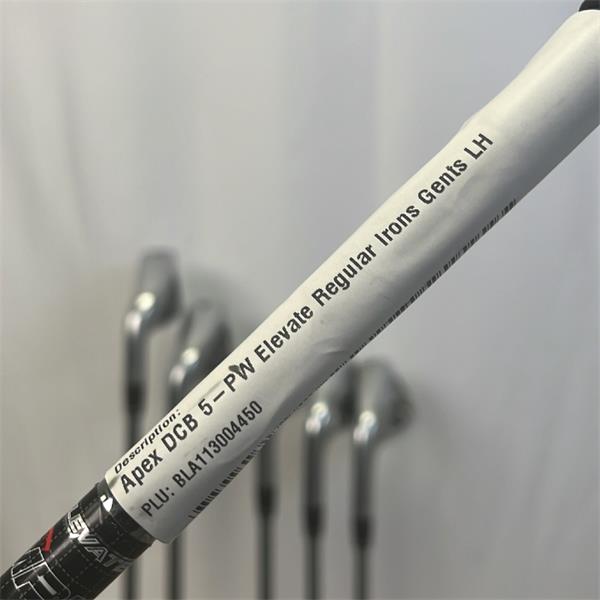 Description:
Apex DCB 5-PW Elevate Regular Irons Gents LH
PLU: BLA113004450